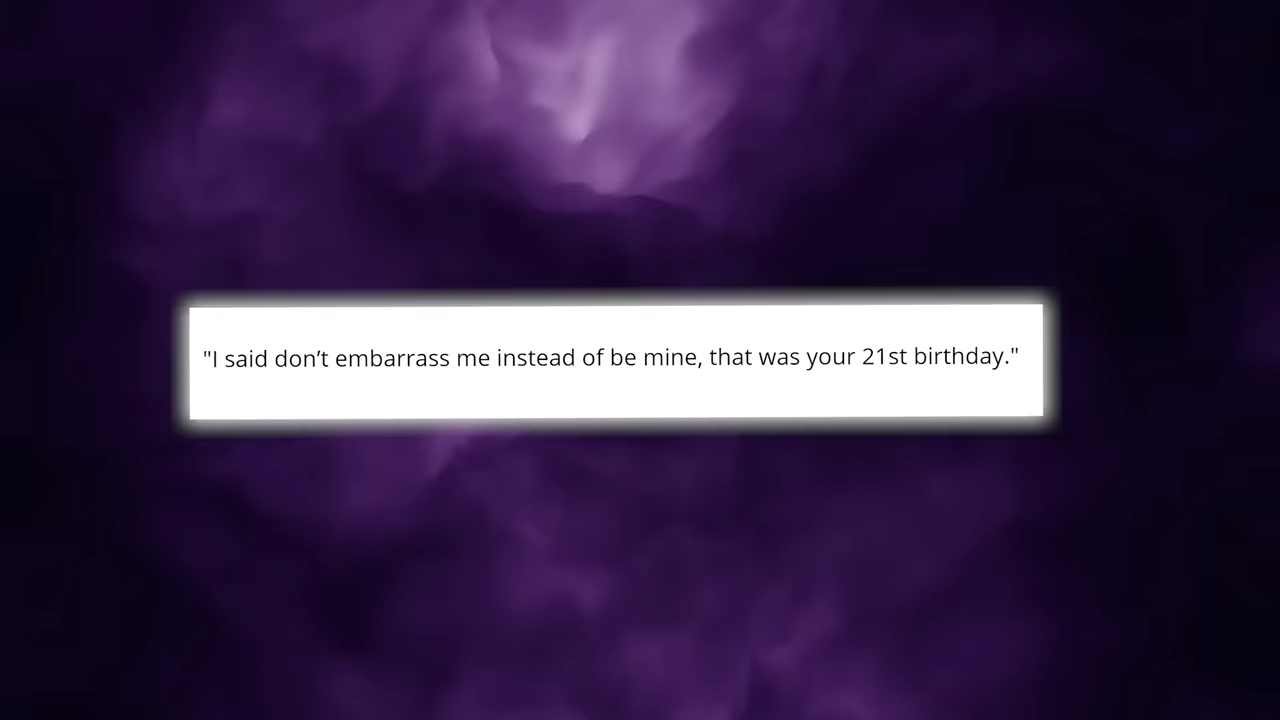 "I said don’t embarrass me instead of be mine, that was your 21st birthday."